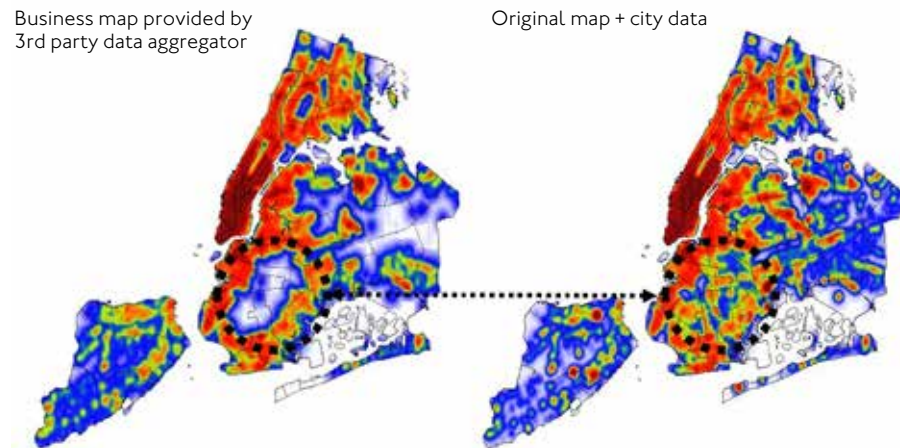 Business map provided by
3rd party data aggregator
Original map + city data